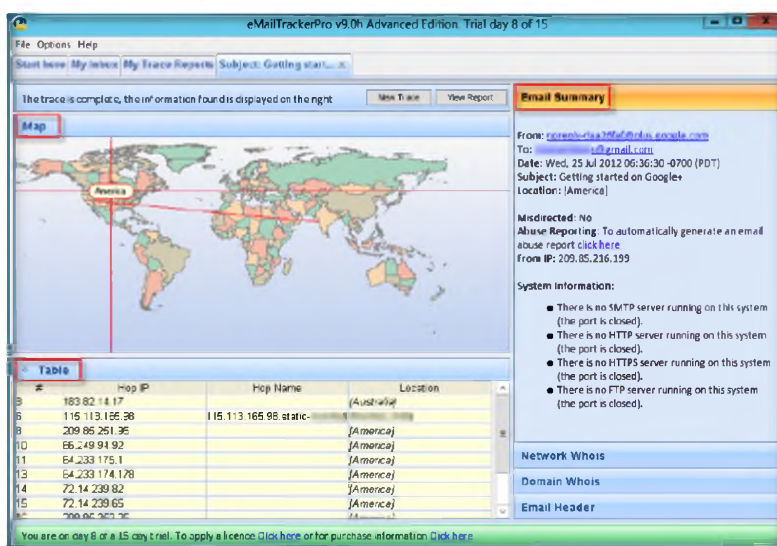 eMailTrackerPro v9.0h Advanced Edition. Trial day 8 of 15
File Options Help
Start here My Inbox My Trace Reports Subject: Getting start... x
The trace is complete, the information found is displayed on the right
New Trace View Report
Map
America
Table
# Hop IP Hop Name Location
183.82.14.17 (Australia)
6 115.113.165.98 115.113.165.98.static-
8 209.85.251.35 [America]
10 66.249.94.92 [America]
11 64.233.175.1 [America]
13 64.233.174.178 [America]
14 72.14.239.82 [America]
15 72.14.239.65 [America]
Email Summary
From:
To: @gmail.com
Date: Wed, 25 Jul 2012 06:36:30 -0700 (PDT)
Subject: Getting started on Google+
Location: [America]
Misdirected: No
Abuse Reporting: To automatically generate an email
abuse report click here
From IP: 209.85.216.199
System Information:
There is no SMTP server running on this system
(the port is closed).
There is no HTTP server running on this system
(the port is closed).
There is no HTTPS server running on this system
(the port is closed).
There is no FTP server running on this system
(the port is closed).
Network Whois
Domain Whois
Email Header
You are on day 8 of a 15 day trial. To apply a licence Click here or for purchase information Click here